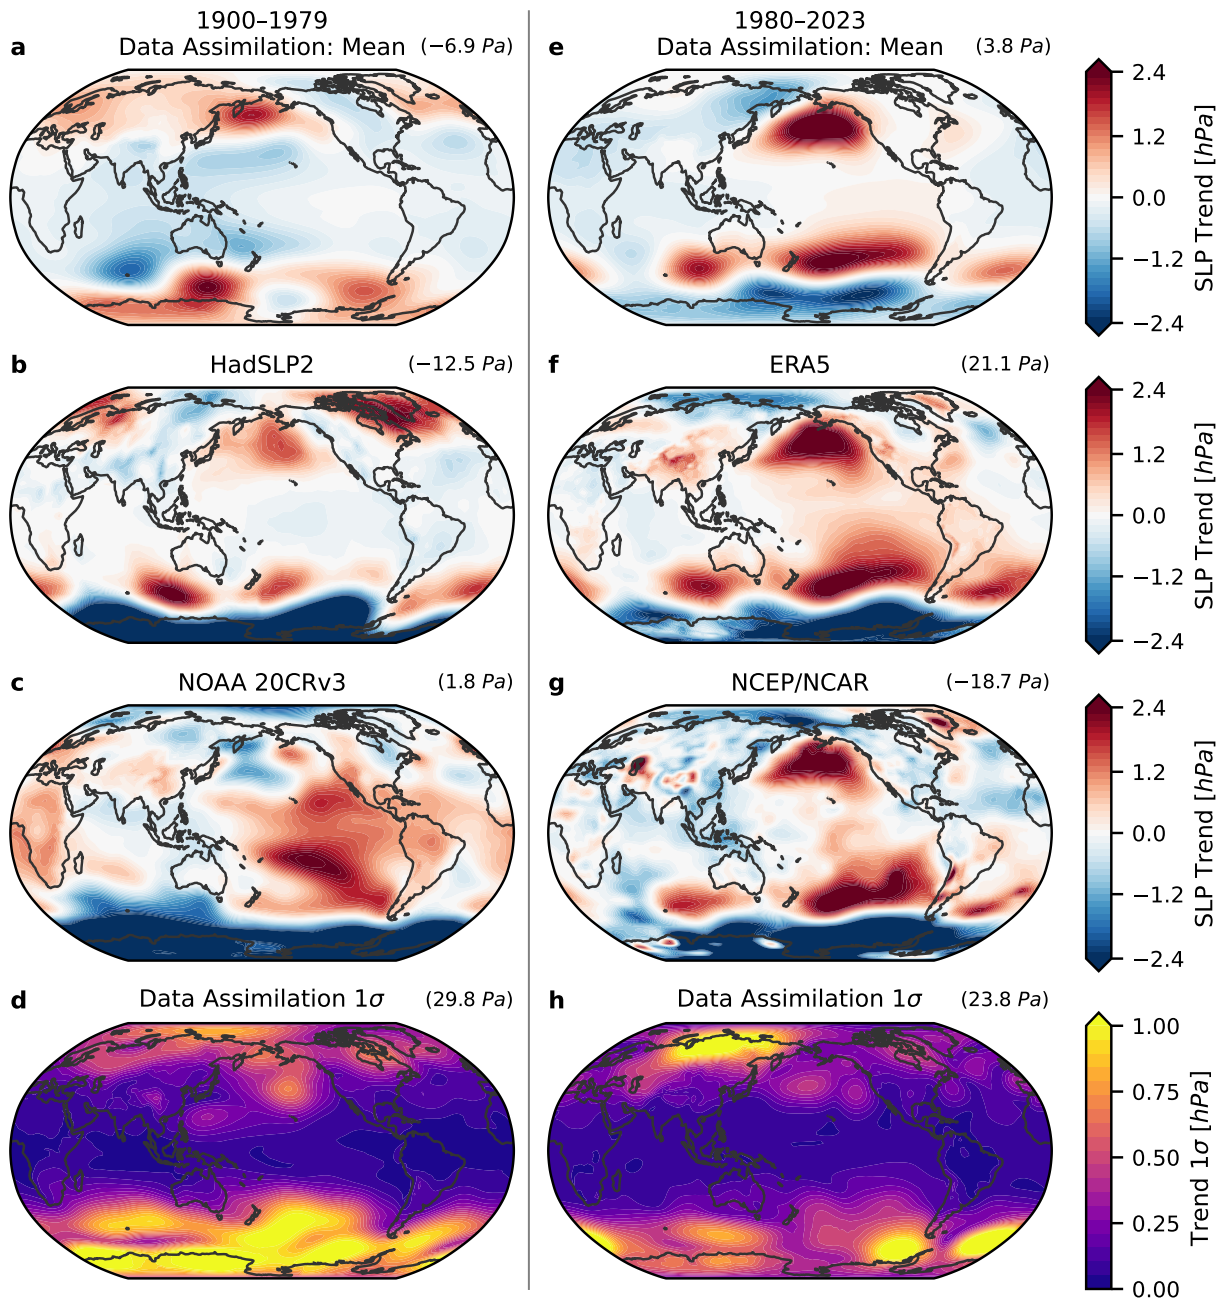 1900–1979
1980–2023
a
Data Assimilation: Mean
(−6.9 Pa)
e
Data Assimilation: Mean
(3.8 Pa)
2.4
1.2
0.0
−1.2
−2.4
SLP Trend [hPa]
b
HadSLP2
(−12.5 Pa)
f
ERA5
(21.1 Pa)
2.4
1.2
0.0
−1.2
−2.4
SLP Trend [hPa]
c
NOAA 20CRv3
(1.8 Pa)
g
NCEP/NCAR
(−18.7 Pa)
2.4
1.2
0.0
−1.2
−2.4
SLP Trend [hPa]
d
Data Assimilation 1σ
(29.8 Pa)
h
Data Assimilation 1σ
(23.8 Pa)
1.00
0.75
0.50
0.25
0.00
Trend 1σ [hPa]